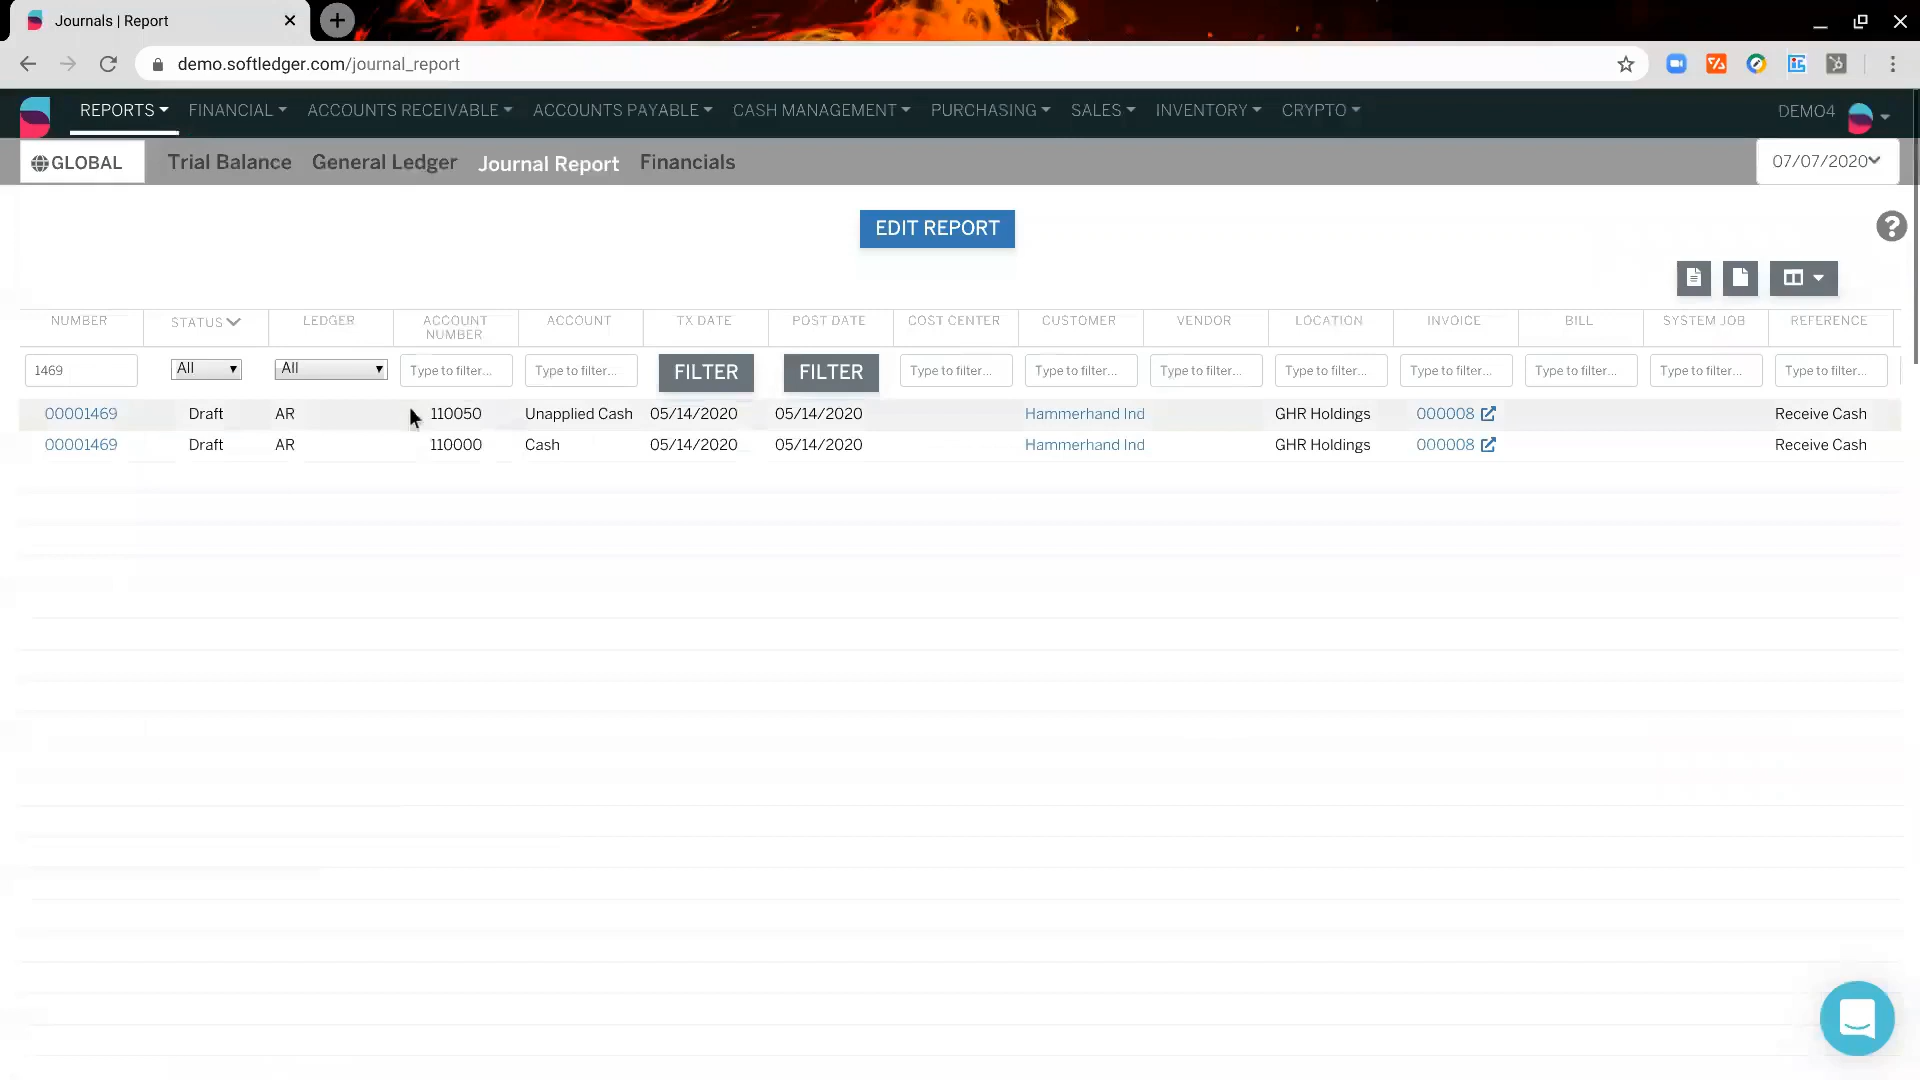 Journals | Report
demo.softledger.com/journal_report
REPORTS FINANCIAL ACCOUNTS RECEIVABLE ACCOUNTS PAYABLE CASH MANAGEMENT PURCHASING SALES INVENTORY CRYPTO DEMO4
GLOBAL Trial Balance General Ledger Journal Report Financials 07/07/2020
EDIT REPORT
?
NUMBER STATUS LEDGER ACCOUNT NUMBER ACCOUNT TX DATE POST DATE COST CENTER CUSTOMER VENDOR LOCATION INVOICE BILL SYSTEM JOB REFERENCE
1469 All All Type to filter... Type to filter... FILTER FILTER Type to filter... Type to filter... Type to filter... Type to filter... Type to filter... Type to filter... Type to filter... Type to filter...
00001469 Draft AR 110050 Unapplied Cash 05/14/2020 05/14/2020 Hammerhand Ind GHR Holdings 000008 Receive Cash
00001469 Draft AR 110000 Cash 05/14/2020 05/14/2020 Hammerhand Ind GHR Holdings 000008 Receive Cash